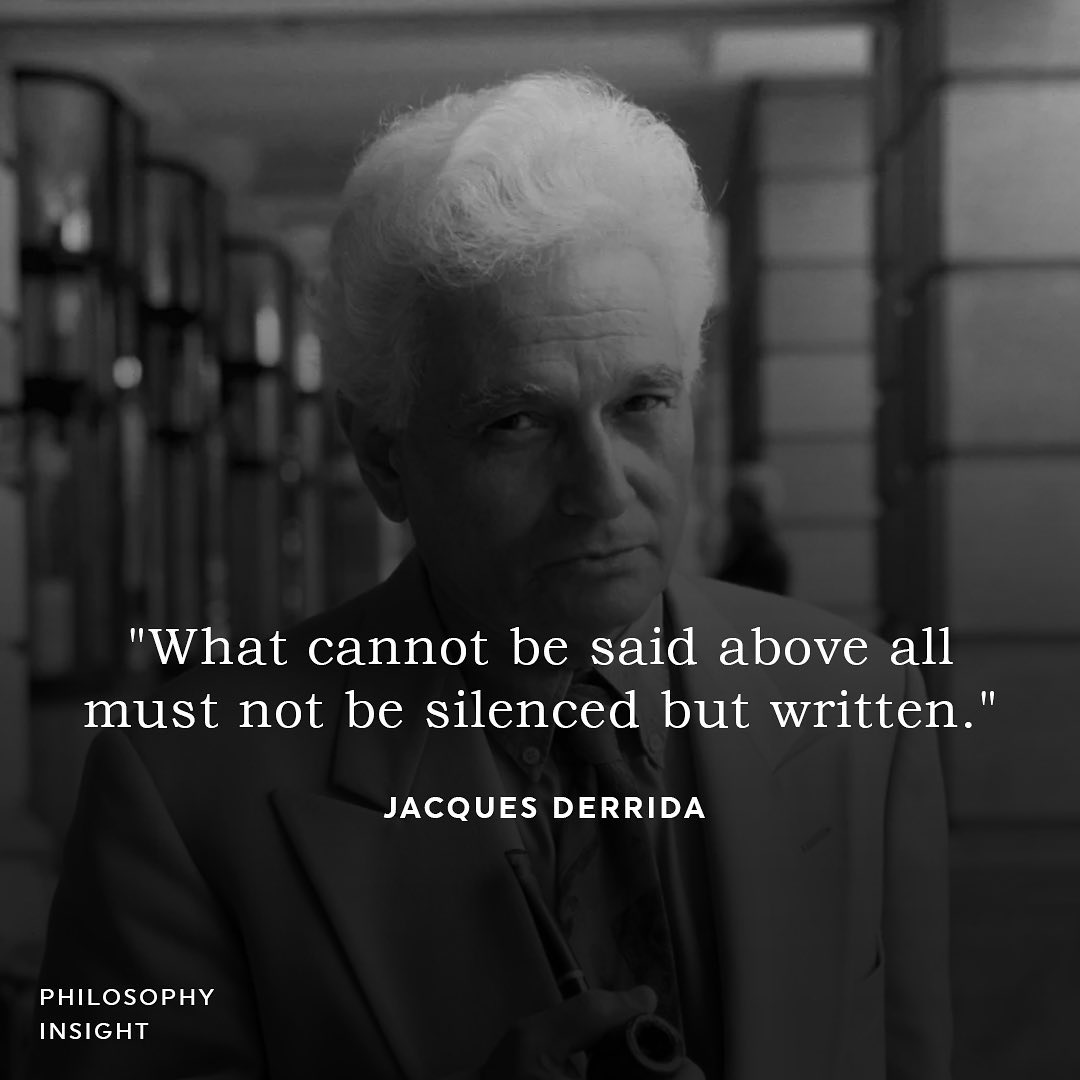 "What cannot be said above all
must not be silenced but written."
JACQUES DERRIDA
PHILOSOPHY
INSIGHT